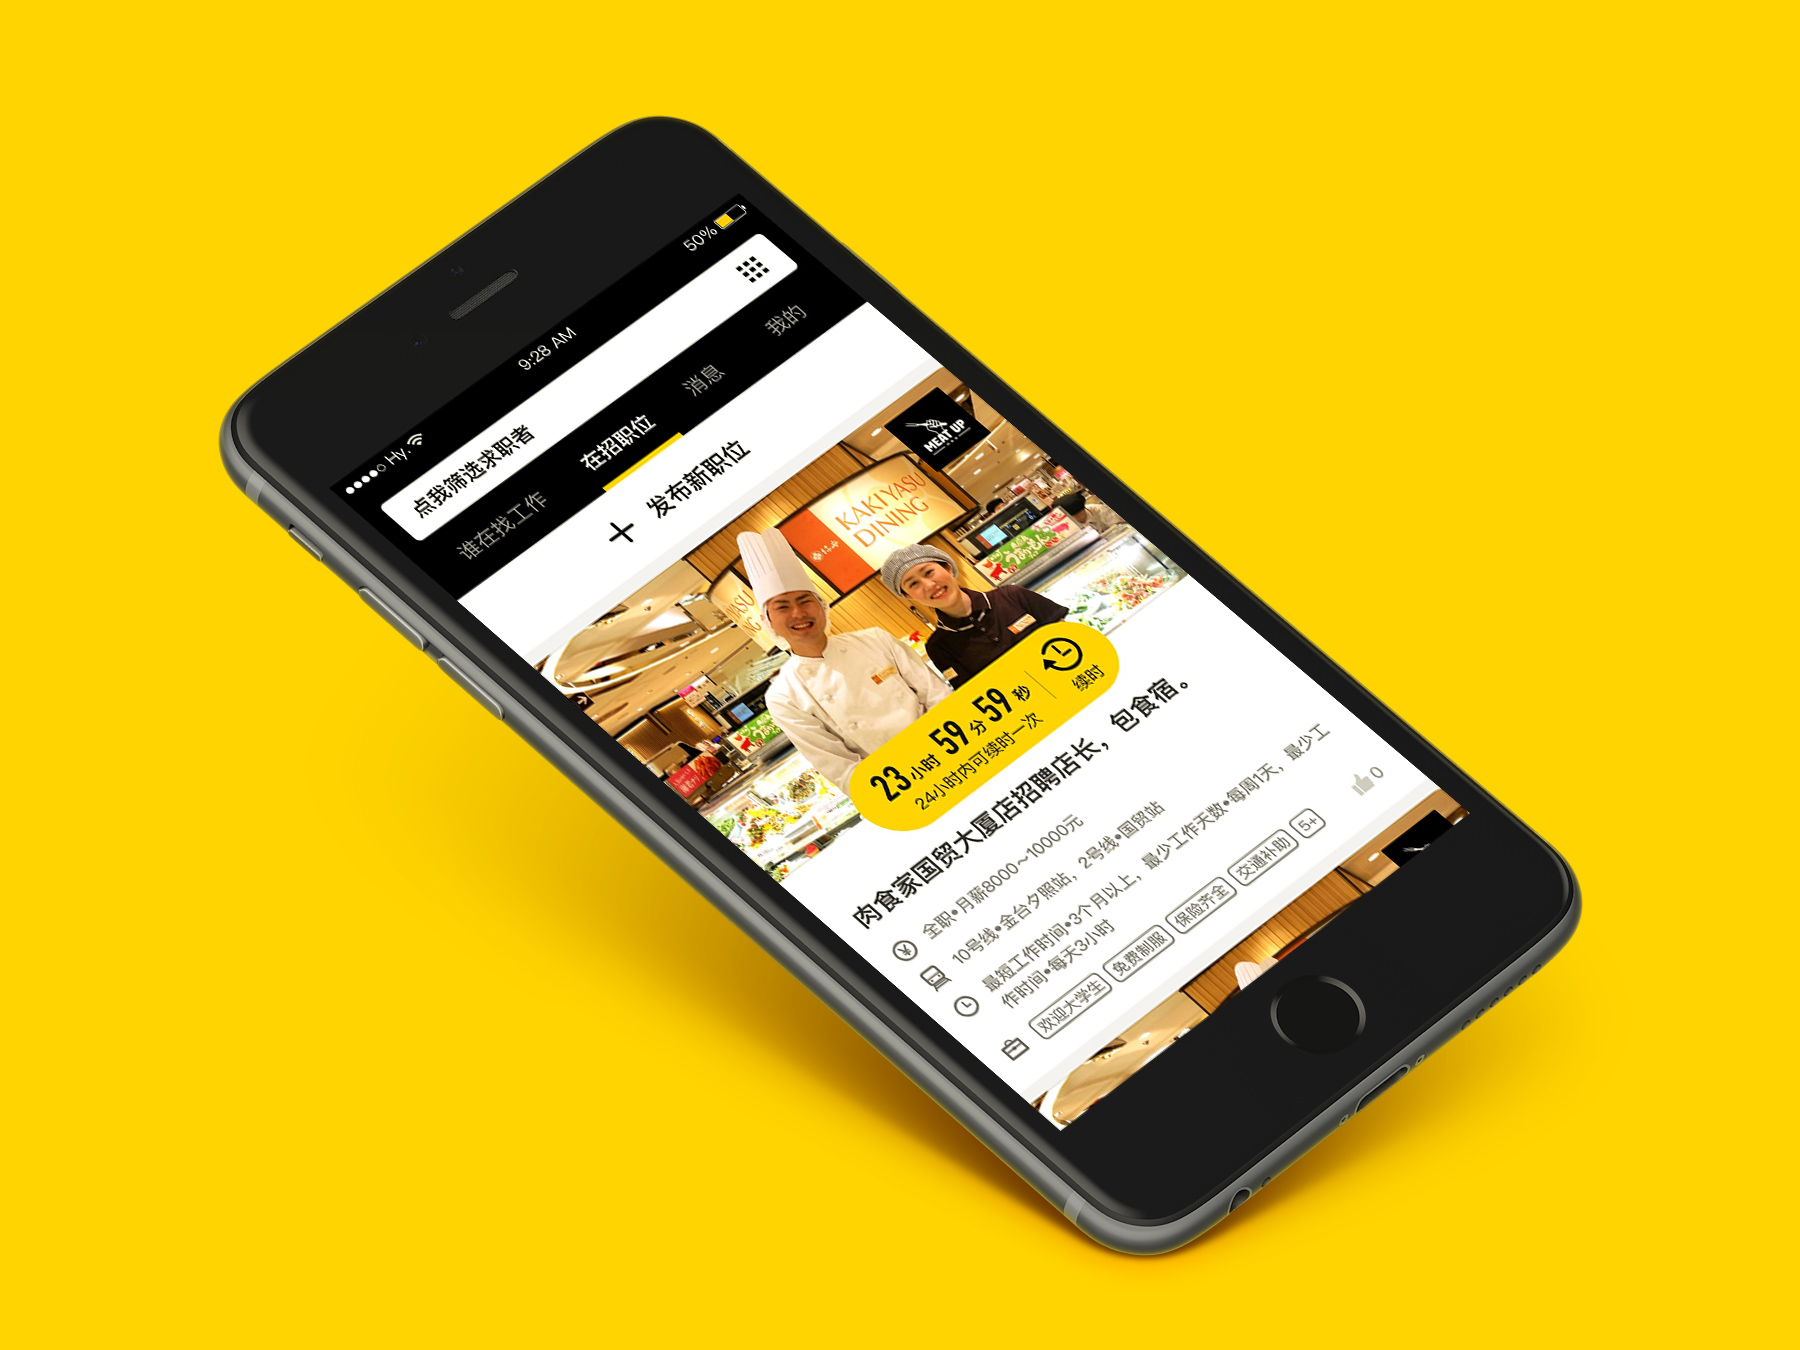 ●●●●○ Hy.
9:28 AM
50%
点我筛选求职者
谁在找工作
在招职位
消息
我的
+ 发布新职位
MEAT UP
KAKIYASU
DINING
23小时59分59秒
24小时内可续时一次
续时
肉食家国贸大厦店招聘店长，包食宿。
全职•月薪8000～10000元
10号线•金台夕照站，2号线•国贸站
最短工作时间•3个月以上，最少工作天数•每周1天，最少工
作时间•每天3小时
欢迎大学生
免费制服
保险齐全
交通补助
5+
0